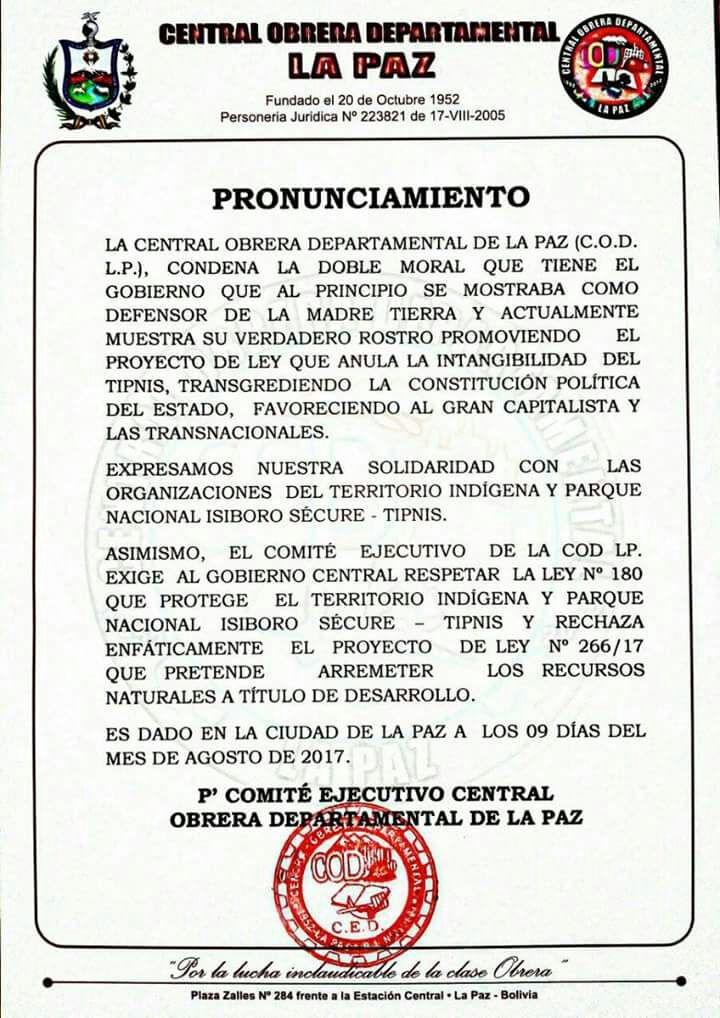 CENTRAL OBRERA DEPARTAMENTAL
LA PAZ
Fundado el 20 de Octubre 1952
Personeria Juridica Nº 223821 de 17-VIII-2005
CENTRAL OBRERA DEPARTAMENTAL
COD
LA PAZ
PRONUNCIAMIENTO
LA CENTRAL OBRERA DEPARTAMENTAL DE LA PAZ (C.O.D.
L.P.), CONDENA LA DOBLE MORAL QUE TIENE EL
GOBIERNO QUE AL PRINCIPIO SE MOSTRABA COMO
DEFENSOR DE LA MADRE TIERRA Y ACTUALMENTE
MUESTRA SU VERDADERO ROSTRO PROMOVIENDO EL
PROYECTO DE LEY QUE ANULA LA INTANGIBILIDAD DEL
TIPNIS, TRANSGREDIENDO LA CONSTITUCIÓN POLÍTICA
DEL ESTADO, FAVORECIENDO AL GRAN CAPITALISTA Y
LAS TRANSNACIONALES.
EXPRESAMOS NUESTRA SOLIDARIDAD CON LAS
ORGANIZACIONES DEL TERRITORIO INDÍGENA Y PARQUE
NACIONAL ISIBORO SÉCURE - TIPNIS.
ASIMISMO, EL COMITÉ EJECUTIVO DE LA COD LP.
EXIGE AL GOBIERNO CENTRAL RESPETAR LA LEY Nº 180
QUE PROTEGE EL TERRITORIO INDÍGENA Y PARQUE
NACIONAL ISIBORO SÉCURE – TIPNIS Y RECHAZA
ENFÁTICAMENTE EL PROYECTO DE LEY Nº 266/17
QUE PRETENDE ARREMETER LOS RECURSOS
NATURALES A TÍTULO DE DESARROLLO.
ES DADO EN LA CIUDAD DE LA PAZ A LOS 09 DÍAS DEL
MES DE AGOSTO DE 2017.
P' COMITÉ EJECUTIVO CENTRAL
OBRERA DEPARTAMENTAL DE LA PAZ
COD
C.E.D.
"Por la lucha inclaudicable de la clase Obrera"
Plaza Zalles Nº 284 frente a la Estación Central • La Paz - Bolivia